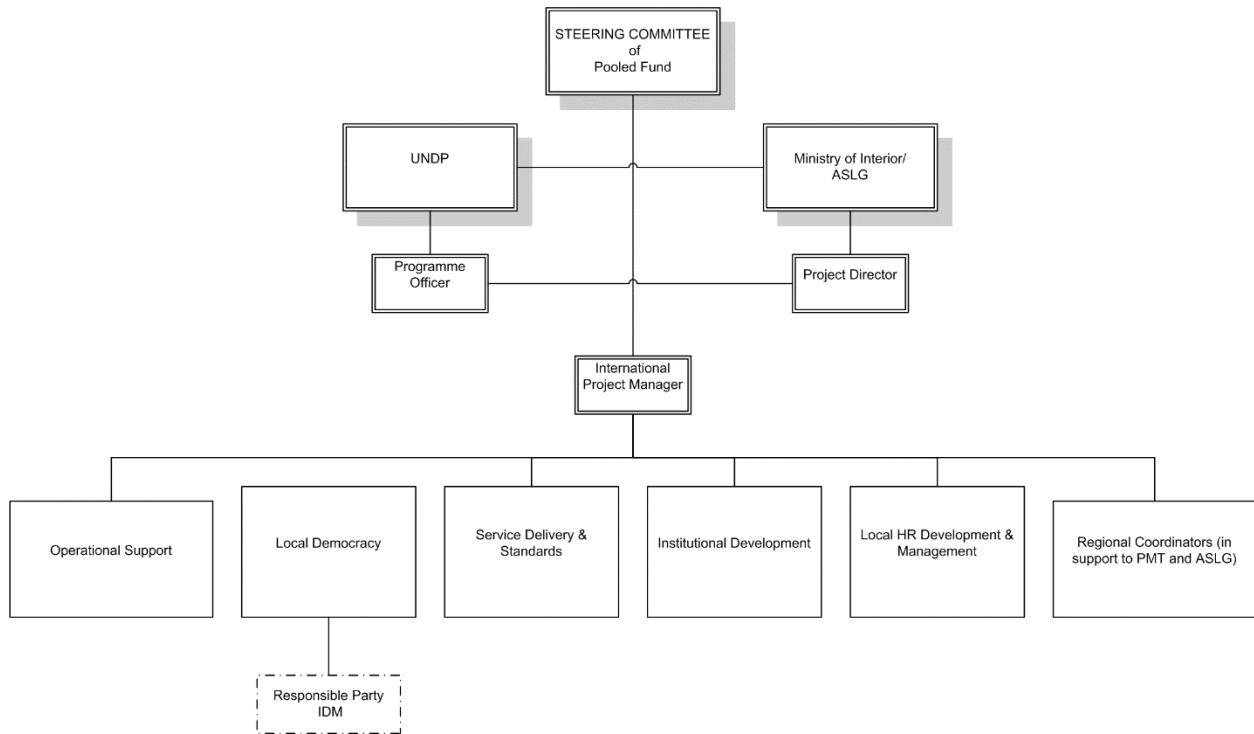 STEERING COMMITTEE
of
Pooled Fund
UNDP
Ministry of Interior/
ASLG
Programme
Officer
Project Director
International
Project Manager
Operational Support
Local Democracy
Service Delivery &
Standards
Institutional Development
Local HR Development &
Management
Regional Coordinators (in
support to PMT and ASLG)
Responsible Party
IDM